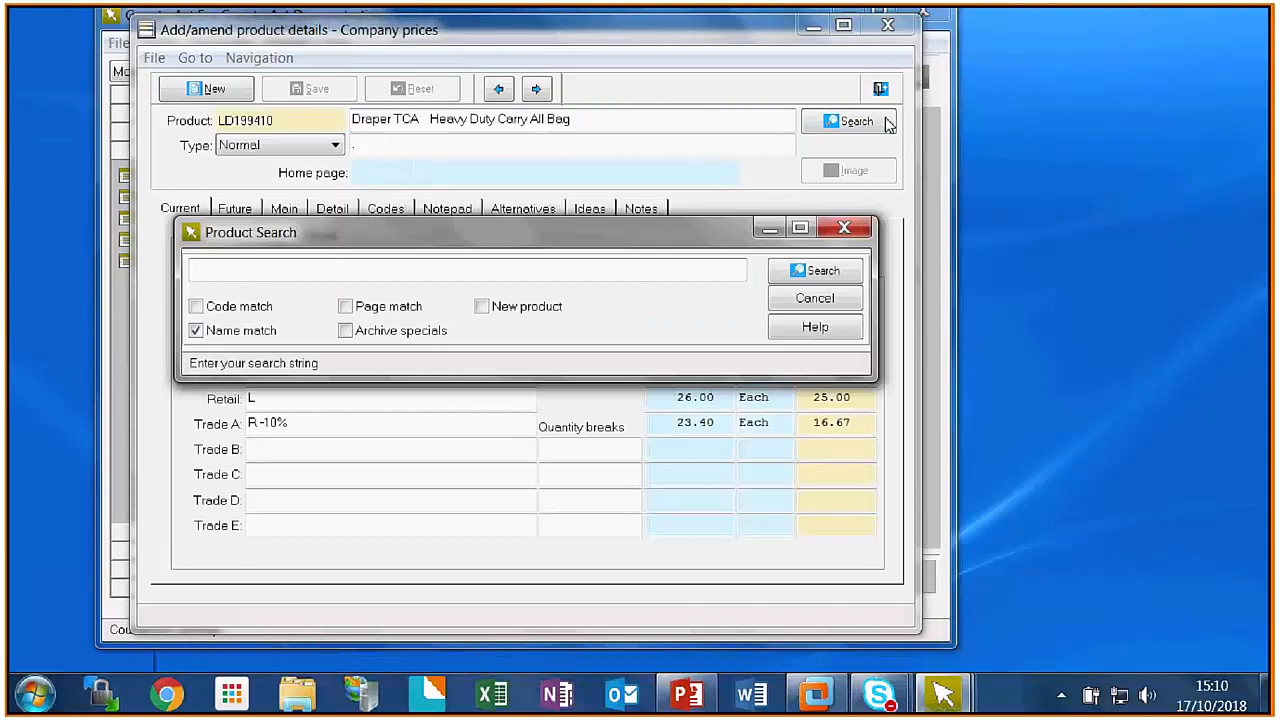 File
Add/amend product details - Company prices
File Go to Navigation
Mo
New Save Reset
Product: LD199410 Draper TCA Heavy Duty Carry All Bag Search
Type: Normal .
Home page: Image
Current Future Main Detail Codes Notepad Alternatives Ideas Notes
Product Search
Search
Code match Page match New product Cancel
Name match Archive specials Help
Enter your search string
Retail: L 26.00 Each 25.00
Trade A: R-10% Quantity breaks 23.40 Each 16.67
Trade B:
Trade C:
Trade D:
Trade E:
Cou
15:10
17/10/2018